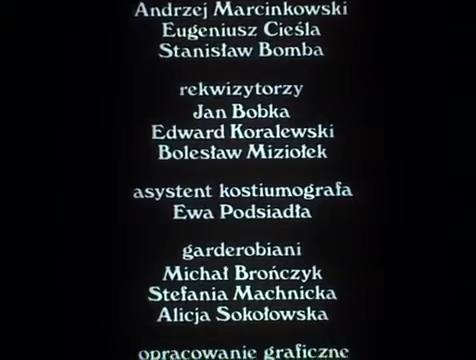 Andrzej Marcinkowski
Eugeniusz Cieśla
Stanisław Bomba
rekwizytorzy
Jan Bobka
Edward Koralewski
Bolesław Miziołek
asystent kostiumografa
Ewa Podsiadła
garderobiani
Michał Brończyk
Stefania Machnicka
Alicja Sokołowska
opracowanie graficzne